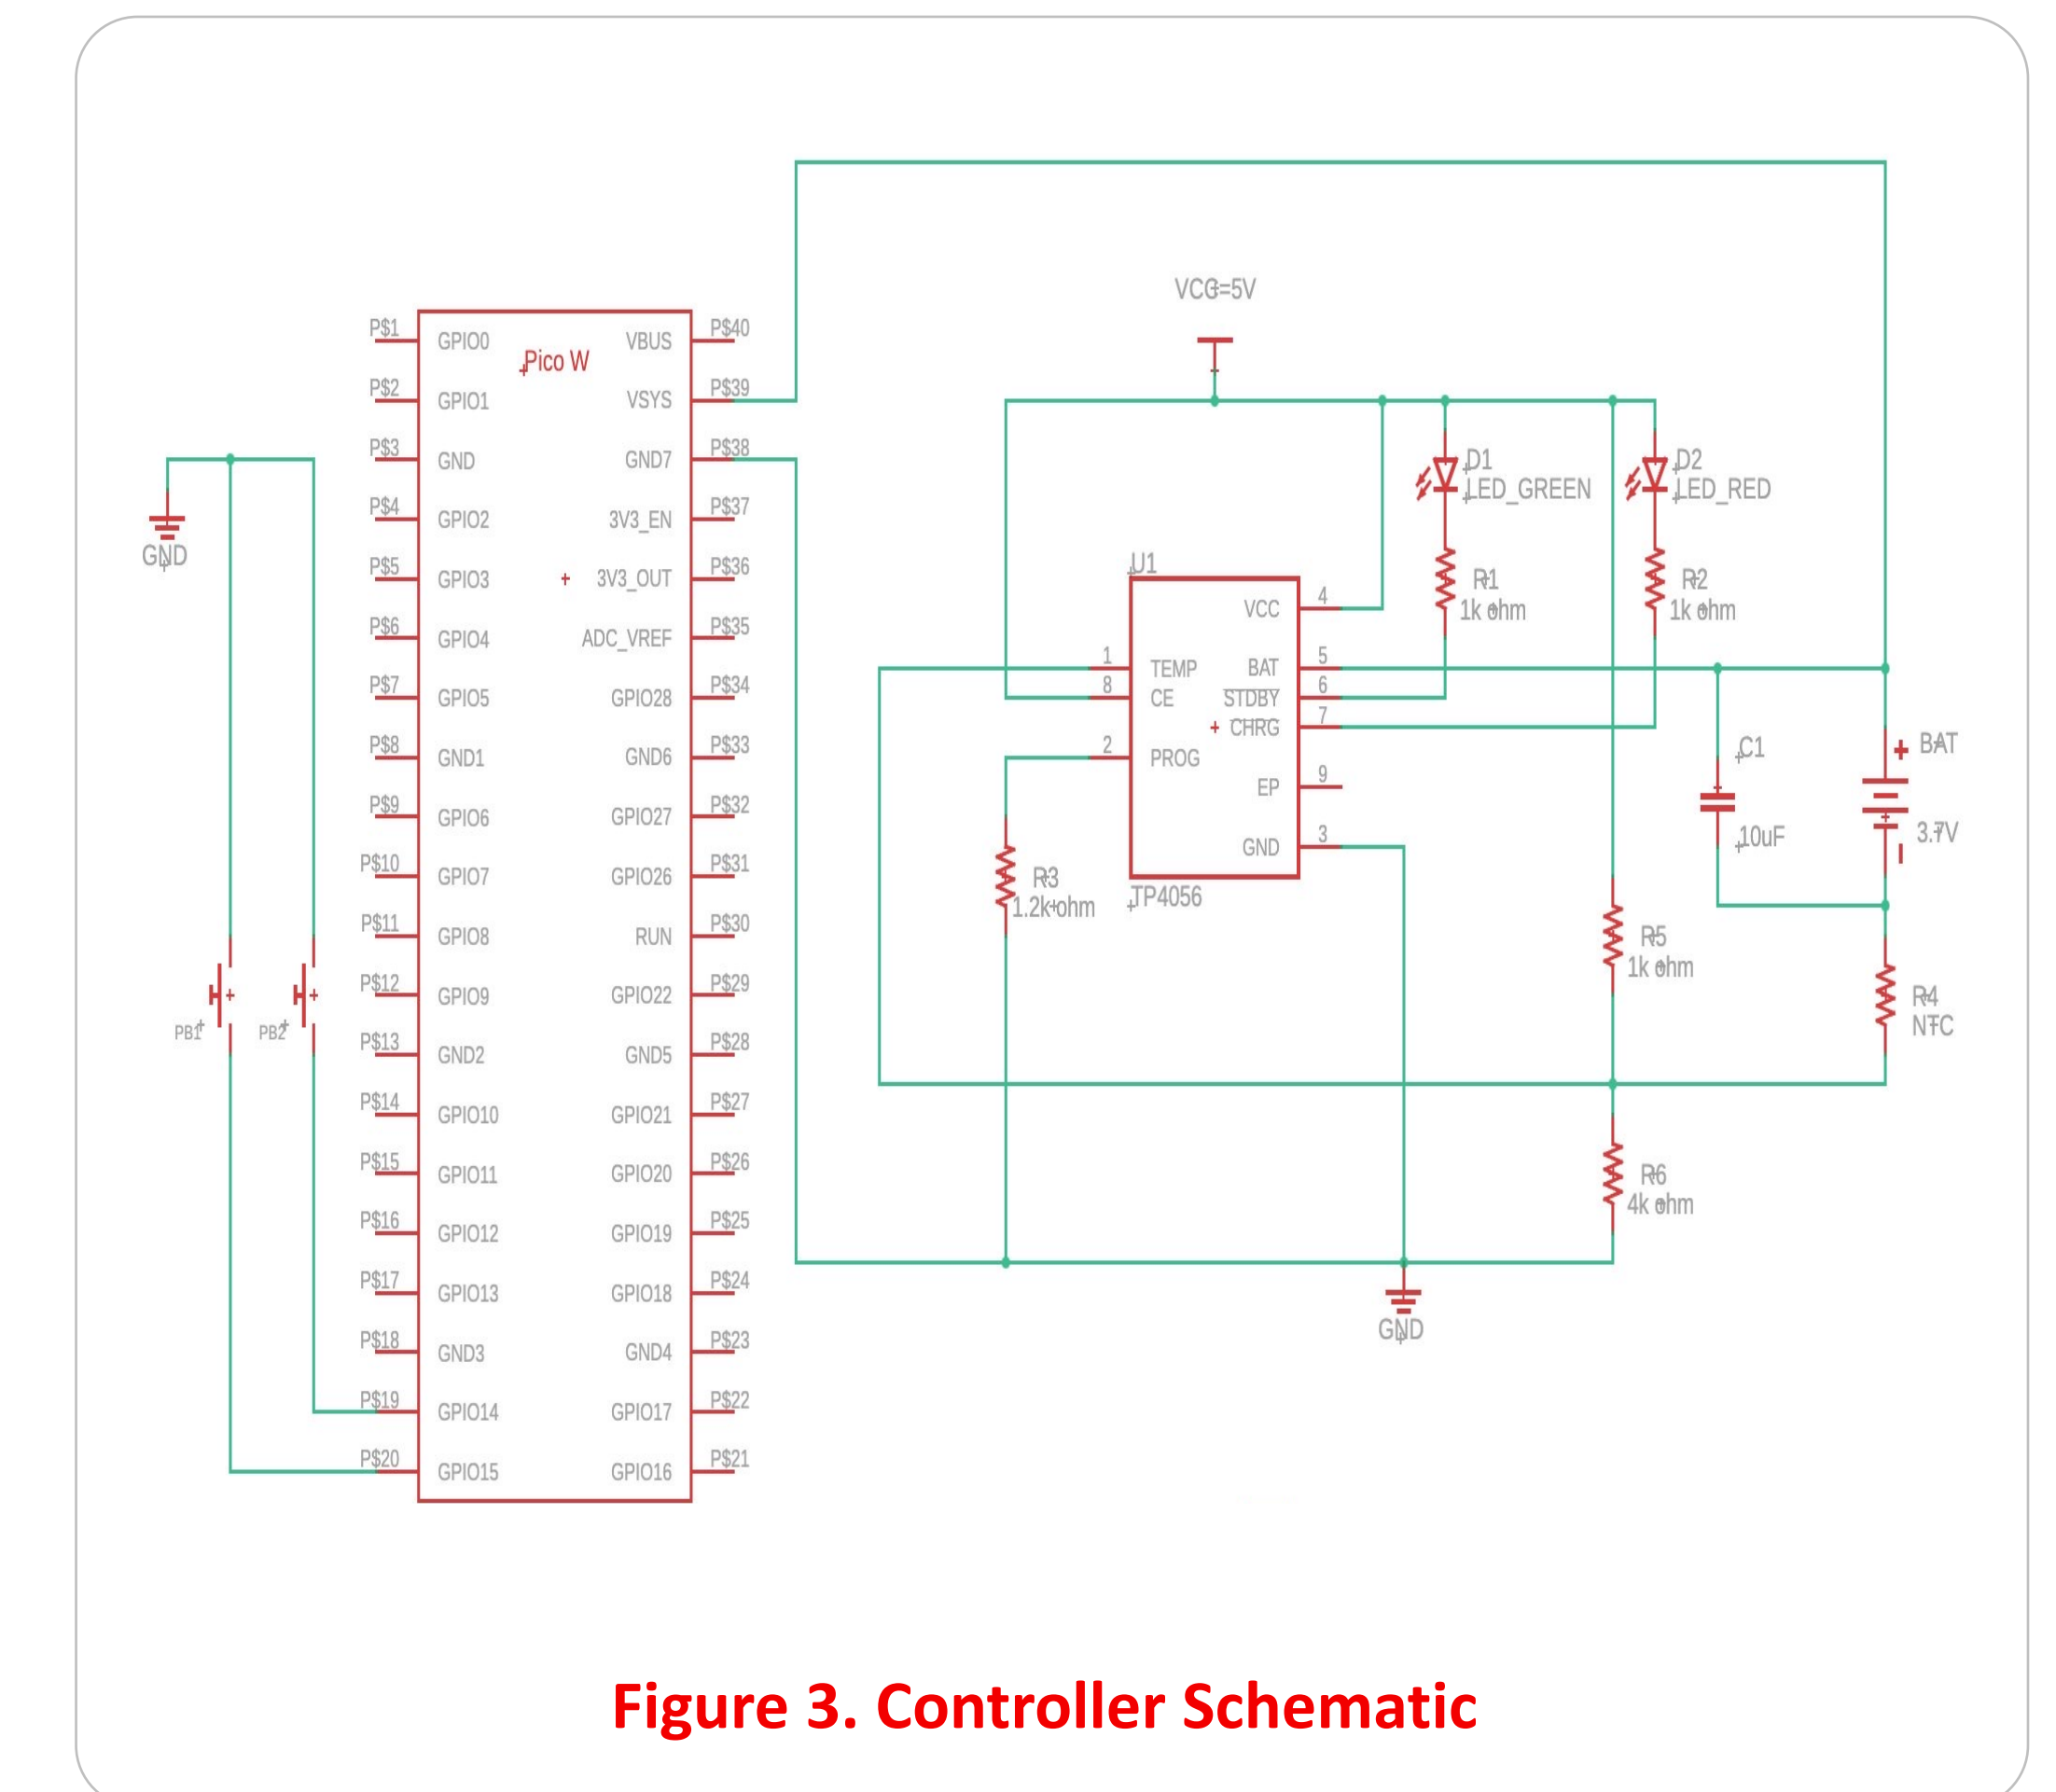 VCC=5V
P$1 GPIO0 VBUS P$40
Pico W
P$2 GPIO1 VSYS P$39
P$3 GND GND7 P$38
P$4 GPIO2 3V3_EN P$37
P$5 GPIO3 3V3_OUT P$36
P$6 GPIO4 ADC_VREF P$35
P$7 GPIO5 GPIO28 P$34
P$8 GND1 GND6 P$33
P$9 GPIO6 GPIO27 P$32
P$10 GPIO7 GPIO26 P$31
P$11 GPIO8 RUN P$30
P$12 GPIO9 GPIO22 P$29
P$13 GND2 GND5 P$28
P$14 GPIO10 GPIO21 P$27
P$15 GPIO11 GPIO20 P$26
P$16 GPIO12 GPIO19 P$25
P$17 GPIO13 GPIO18 P$24
P$18 GND3 GND4 P$23
P$19 GPIO14 GPIO17 P$22
P$20 GPIO15 GPIO16 P$21
GND
PB1 PB2
D1
LED_GREEN
D2
LED_RED
R1
1k ohm
R2
1k ohm
U1
VCC 4
1 TEMP BAT 5
8 CE STDBY 6
CHRG 7
2 PROG
EP 9
GND 3
TP4056
R3
1.2k ohm
C1
10uF
+ BAT
3.7V
R5
1k ohm
R4
NTC
R6
4k ohm
GND
Figure 3. Controller Schematic